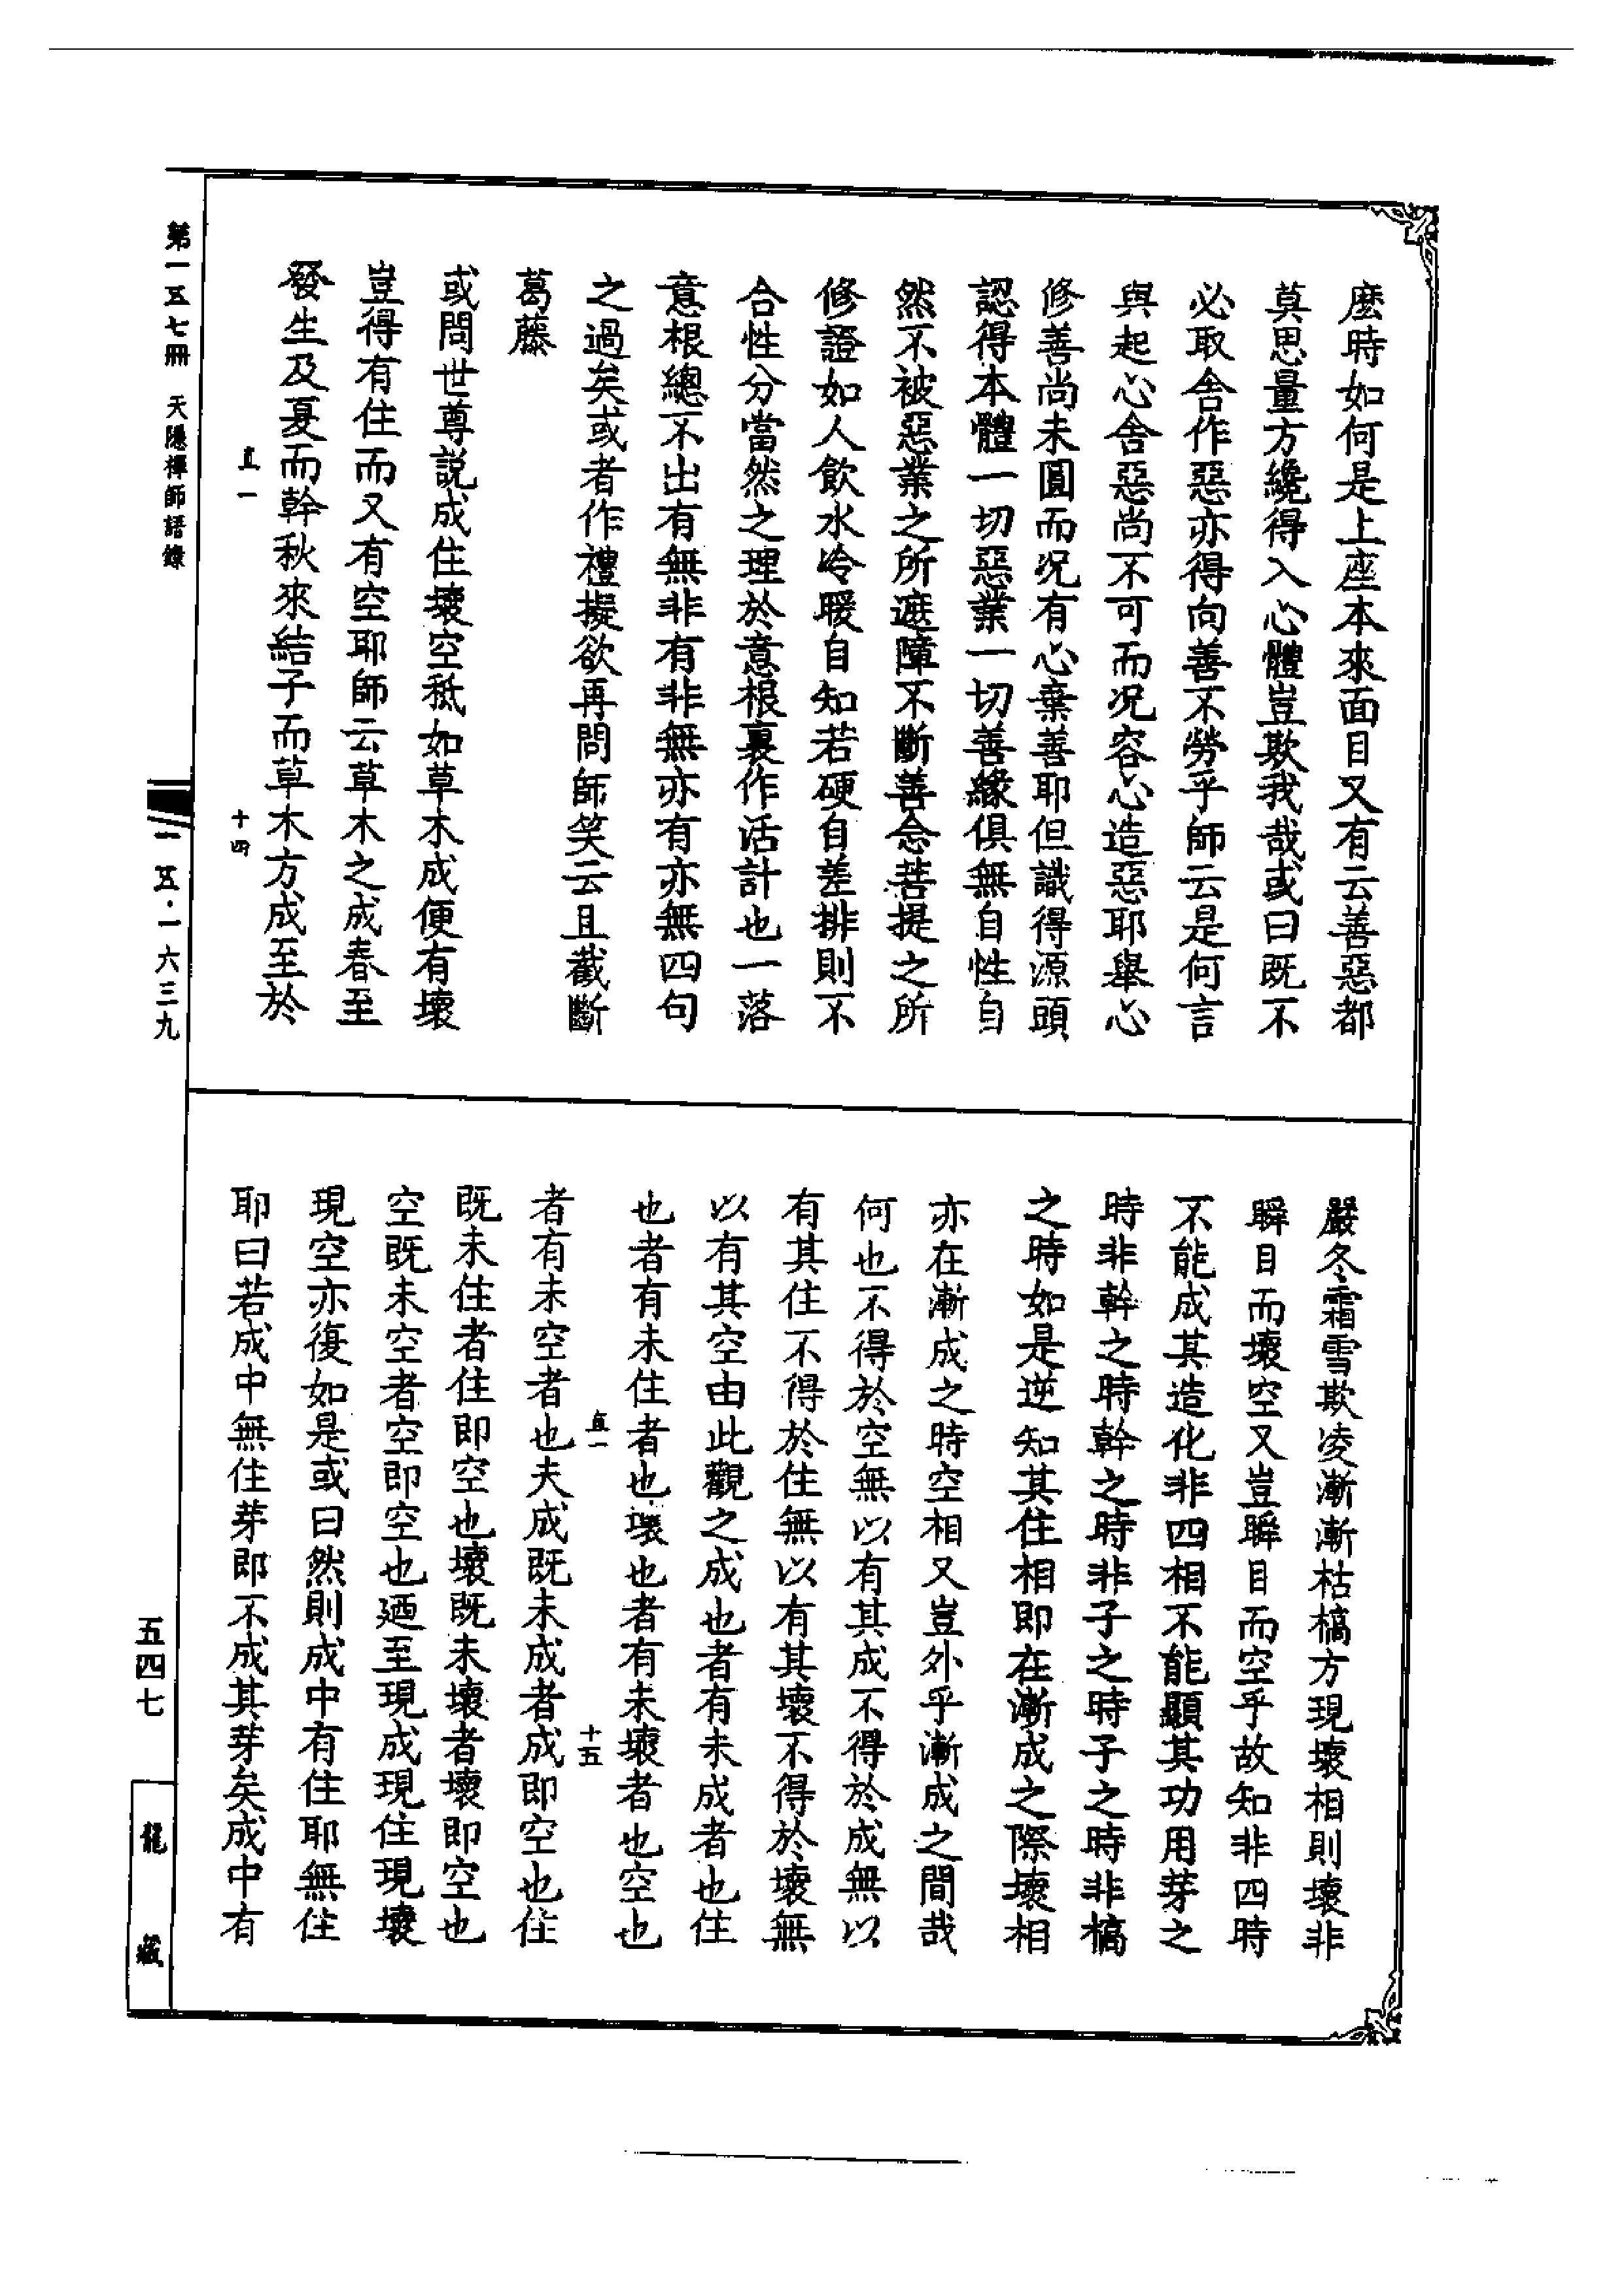 麽時如何是上座本來面目又有云善惡都
莫思量方纔得入心體豈欺我哉或曰既不
必取舍作惡亦得向善不勞乎師云是何言
與起心舍惡尚不可而况容心造惡耶舉心
修善尚未圓而况有心棄善耶但識得源頭
認得本體一切惡業一切善緣俱無自性自
然不被惡業之所遮障不斷善念菩提之所
修證如人飲水冷暖自知若硬自差排則不
合性分當然之理於意根裏作活計也一落
意根總不出有無非有非無亦有亦無四句
之過矣或者作禮擬欲再問師笑云且截斷
葛藤
或問世尊説成住壞空秪如草木成便有壞
豈得有住而又有空耶師云草木之成春至
發生及夏而幹秋來結子而草木方成至於
直一
十四
嚴冬霜雪欺凌漸漸枯槁方現壞相則壞非
瞬目而壞空又豈瞬目而空乎故知非四時
不能成其造化非四相不能顯其功用芽之
時非幹之時幹之時非子之時子之時非槁
之時如是逆知其住相即在漸成之際壞相
亦在漸成之時空相又豈外乎漸成之間哉
何也不得於空無以有其成不得於成無以
有其住不得於住無以有其壞不得於壞無
以有其空由此觀之成也者有未成者也住
也者有未住者也壞也者有未壞者也空也
直一
十五
者有未空者也夫成既未成者成即空也住
既未住者住即空也壞既未壞者壞即空也
空既未空者空即空也廼至現成現住現壞
現空亦復如是或曰然則成中有住耶無住
耶曰若成中無住芽即不成其芽矣成中有
第一五七冊 天隱禪師語錄
一五·一六三九
五四七
龍藏